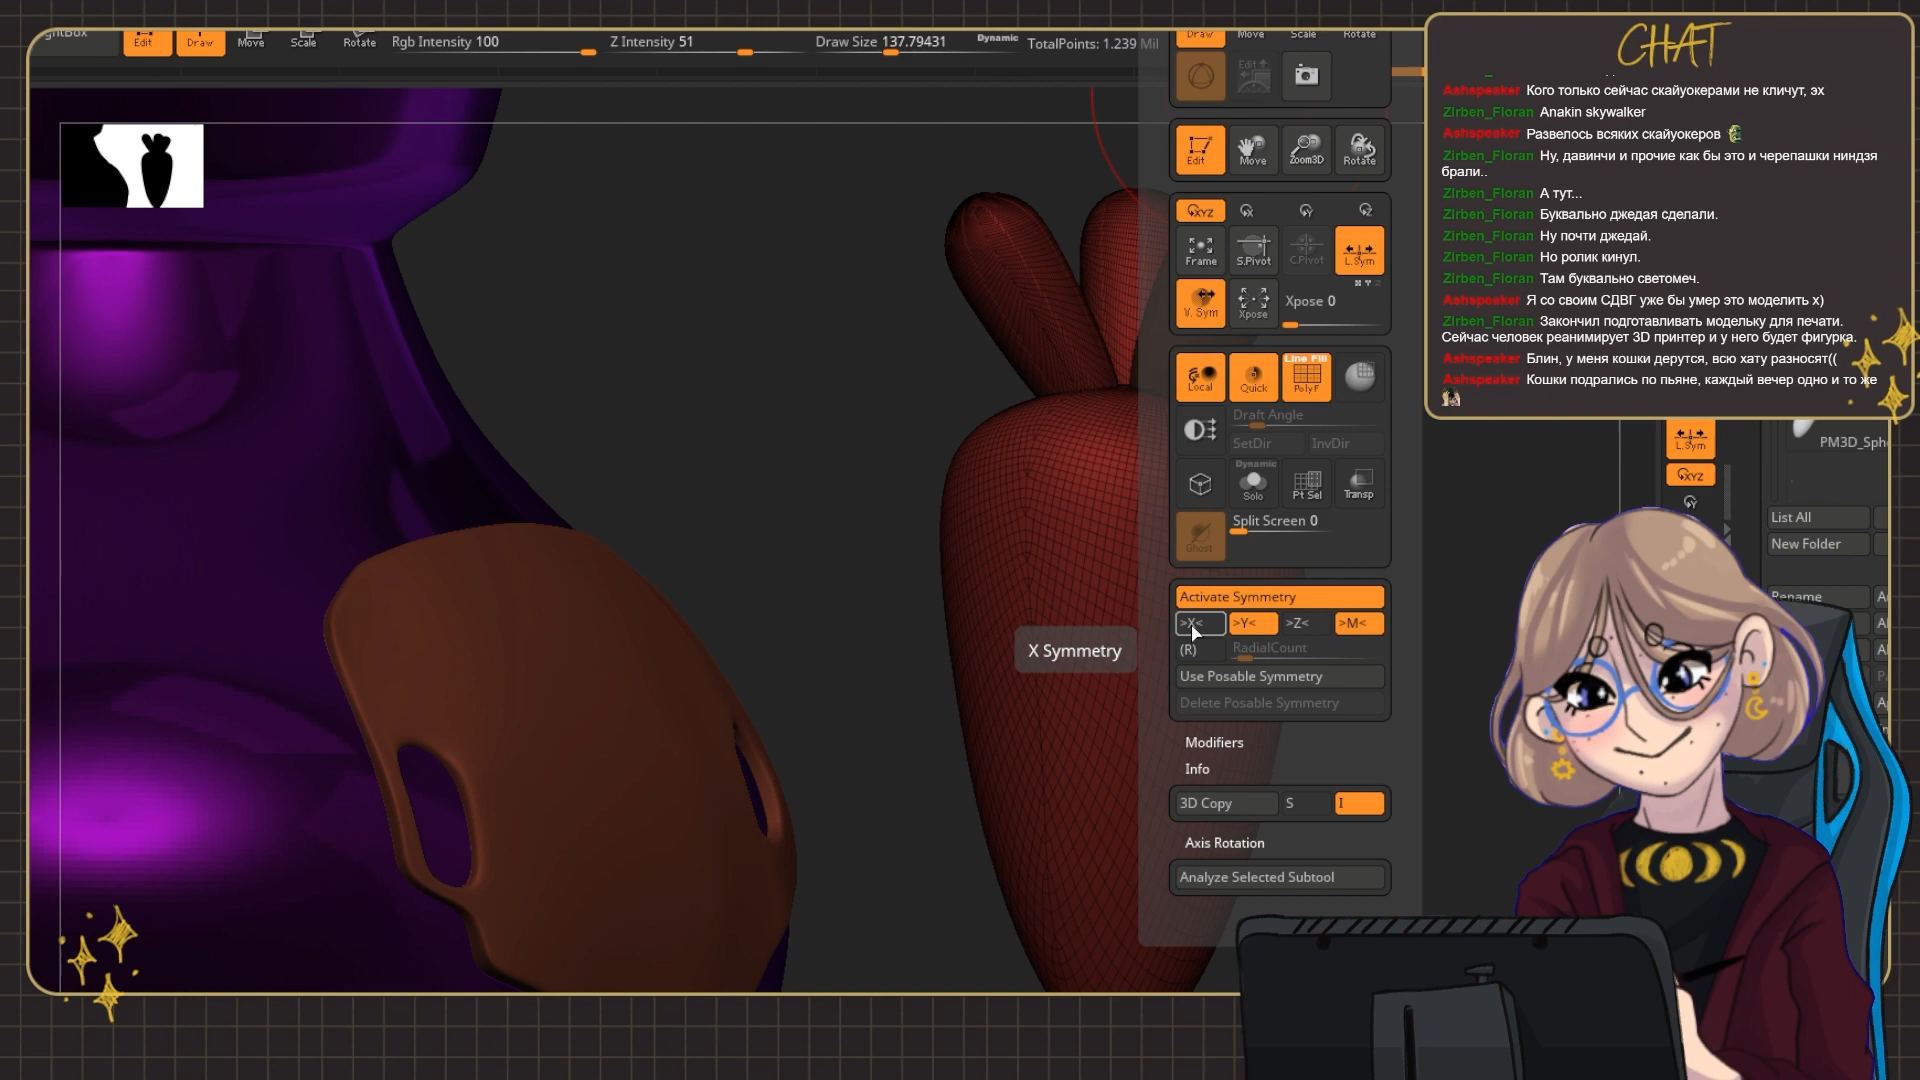 Edit
Draw
Move
Scale
Rotate
Rgb Intensity 100
Z Intensity 51
Draw Size 137.79431
Dynamic
TotalPoints: 1.239 Mil
Draw
Move
Scale
Rotate
Edit
Edit
Move
Zoom3D
Rotate
XYZ
Frame
S.Pivot
C.Pivot
L.Sym
V. Sym
Xpose
Xpose 0
Local
Quick
Line Fill
PolyF
Draft Angle
SetDir
InvDir
Dynamic
Solo
Pt Sel
Transp
Ghost
Split Screen 0
Activate Symmetry
>X<
>Y<
>Z<
>M<
(R)
RadialCount
Use Posable Symmetry
Delete Posable Symmetry
X Symmetry
Modifiers
Info
3D Copy
S
I
Axis Rotation
Analyze Selected Subtool
CHAT
Ashspeaker Кого только сейчас скайуокерами не кличут, эх
Zirben_Floran Anakin skywalker
Ashspeaker Развелось всяких скайуокеров
Zirben_Floran Ну, давинчи и прочие как бы это и черепашки ниндзя
брали..
Zirben_Floran А тут...
Zirben_Floran Буквально джедая сделали.
Zirben_Floran Ну почти джедай.
Zirben_Floran Но ролик кинул.
Zirben_Floran Там буквально светомеч.
Ashspeaker Я со своим СДВГ уже бы умер это моделить х)
Zirben_Floran Закончил подготавливать модельку для печати.
Сейчас человек реанимирует 3D принтер и у него будет фигурка.
Ashspeaker Блин, у меня кошки дерутся, всю хату разносят((
Ashspeaker Кошки подрались по пьяне, каждый вечер одно и то же
L.Sym
XYZ
PM3D_Sph
List All
New Folder
Rename